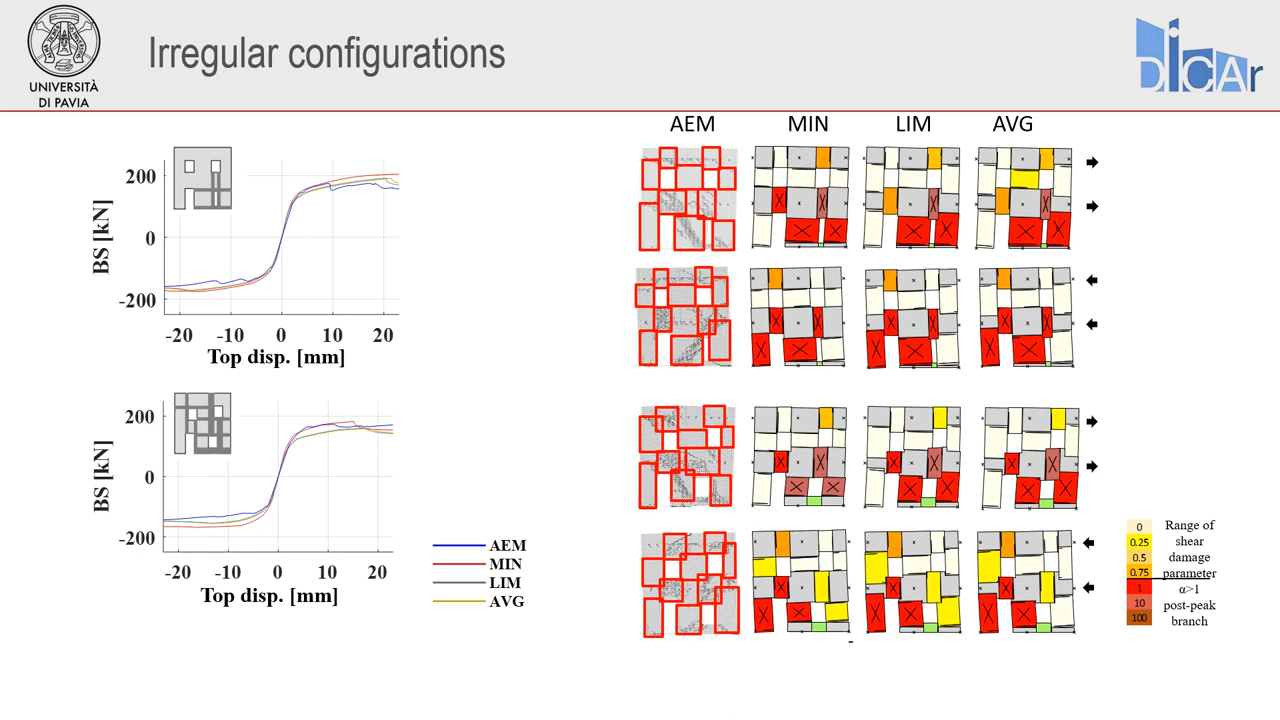 UNIVERSITÀ
DI PAVIA
Irregular configurations
DiCAr
AEM MIN LIM AVG
200
0
-200
BS [kN]
-20 -10 0 10 20
Top disp. [mm]
200
0
-200
BS [kN]
-20 -10 0 10 20
Top disp. [mm]
AEM
MIN
LIM
AVG
0
0.25
0.5
0.75
1
10
100
Range of
shear
damage
parameter
α>1
post-peak
branch